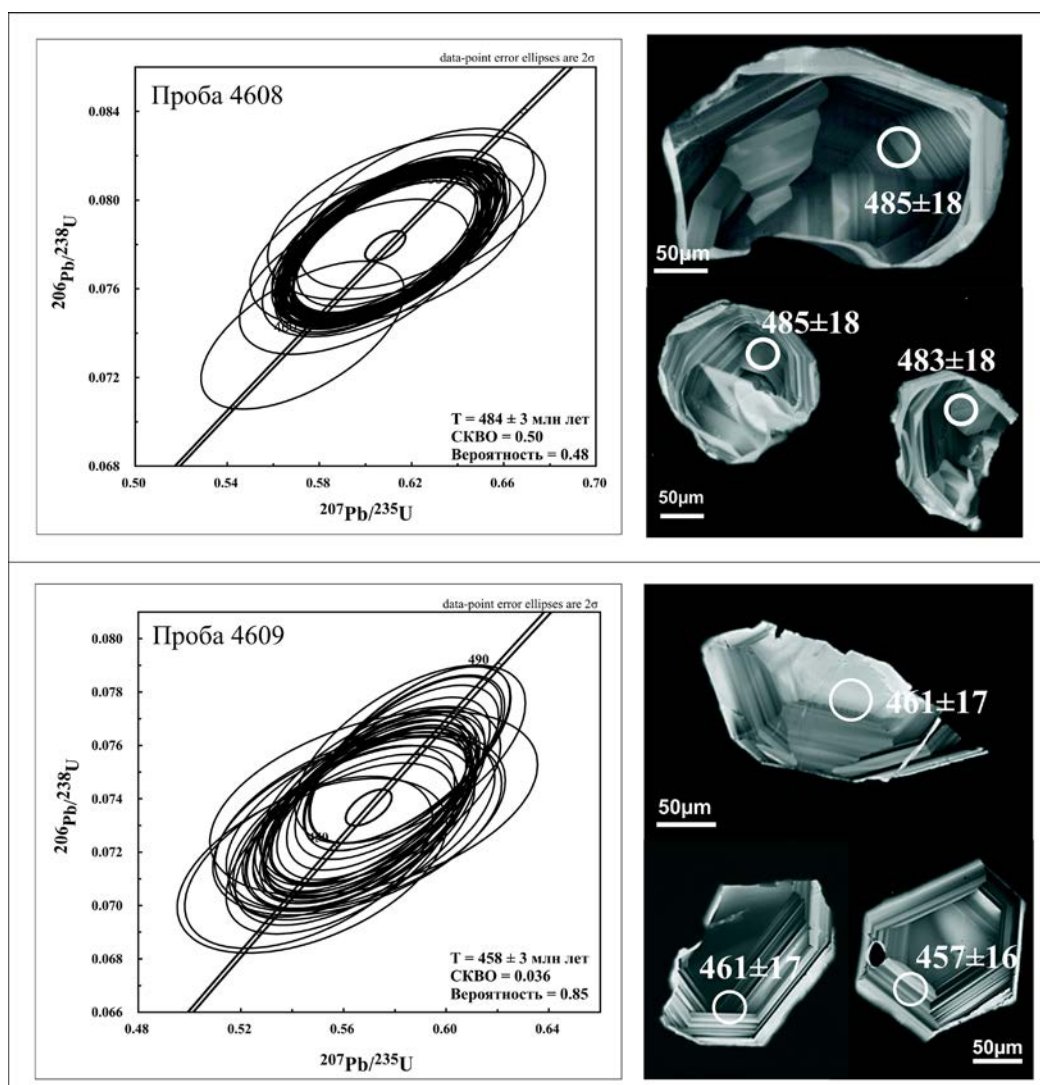 data-point error ellipses are 2σ
Проба 4608
0.084
0.080
0.076
0.072
0.068
0.50
0.54
0.58
0.62
0.66
0.70
206Pb/238U
207Pb/235U
T = 484 ± 3 млн лет
СКВО = 0.50
Вероятность = 0.48
485±18
50µm
485±18
483±18
50µm
data-point error ellipses are 2σ
Проба 4609
490
0.080
0.078
0.076
0.074
0.072
0.070
0.068
0.066
0.48
0.52
0.56
0.60
0.64
206Pb/238U
207Pb/235U
T = 458 ± 3 млн лет
СКВО = 0.036
Вероятность = 0.85
461±17
50µm
461±17
457±16
50µm